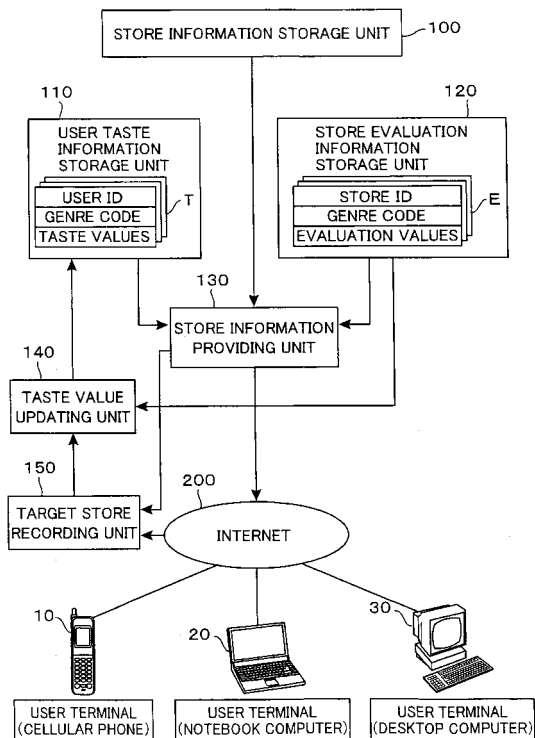 STORE INFORMATION STORAGE UNIT
100
110
USER TASTE
INFORMATION
STORAGE UNIT
USER ID
GENRE CODE
TASTE VALUES
T
120
STORE EVALUATION
INFORMATION
STORAGE UNIT
STORE ID
GENRE CODE
EVALUATION VALUES
E
130
STORE INFORMATION
PROVIDING UNIT
140
TASTE VALUE
UPDATING UNIT
150
TARGET STORE
RECORDING UNIT
200
INTERNET
10
20
30
USER TERMINAL
(CELLULAR PHONE)
USER TERMINAL
(NOTEBOOK COMPUTER)
USER TERMINAL
(DESKTOP COMPUTER)